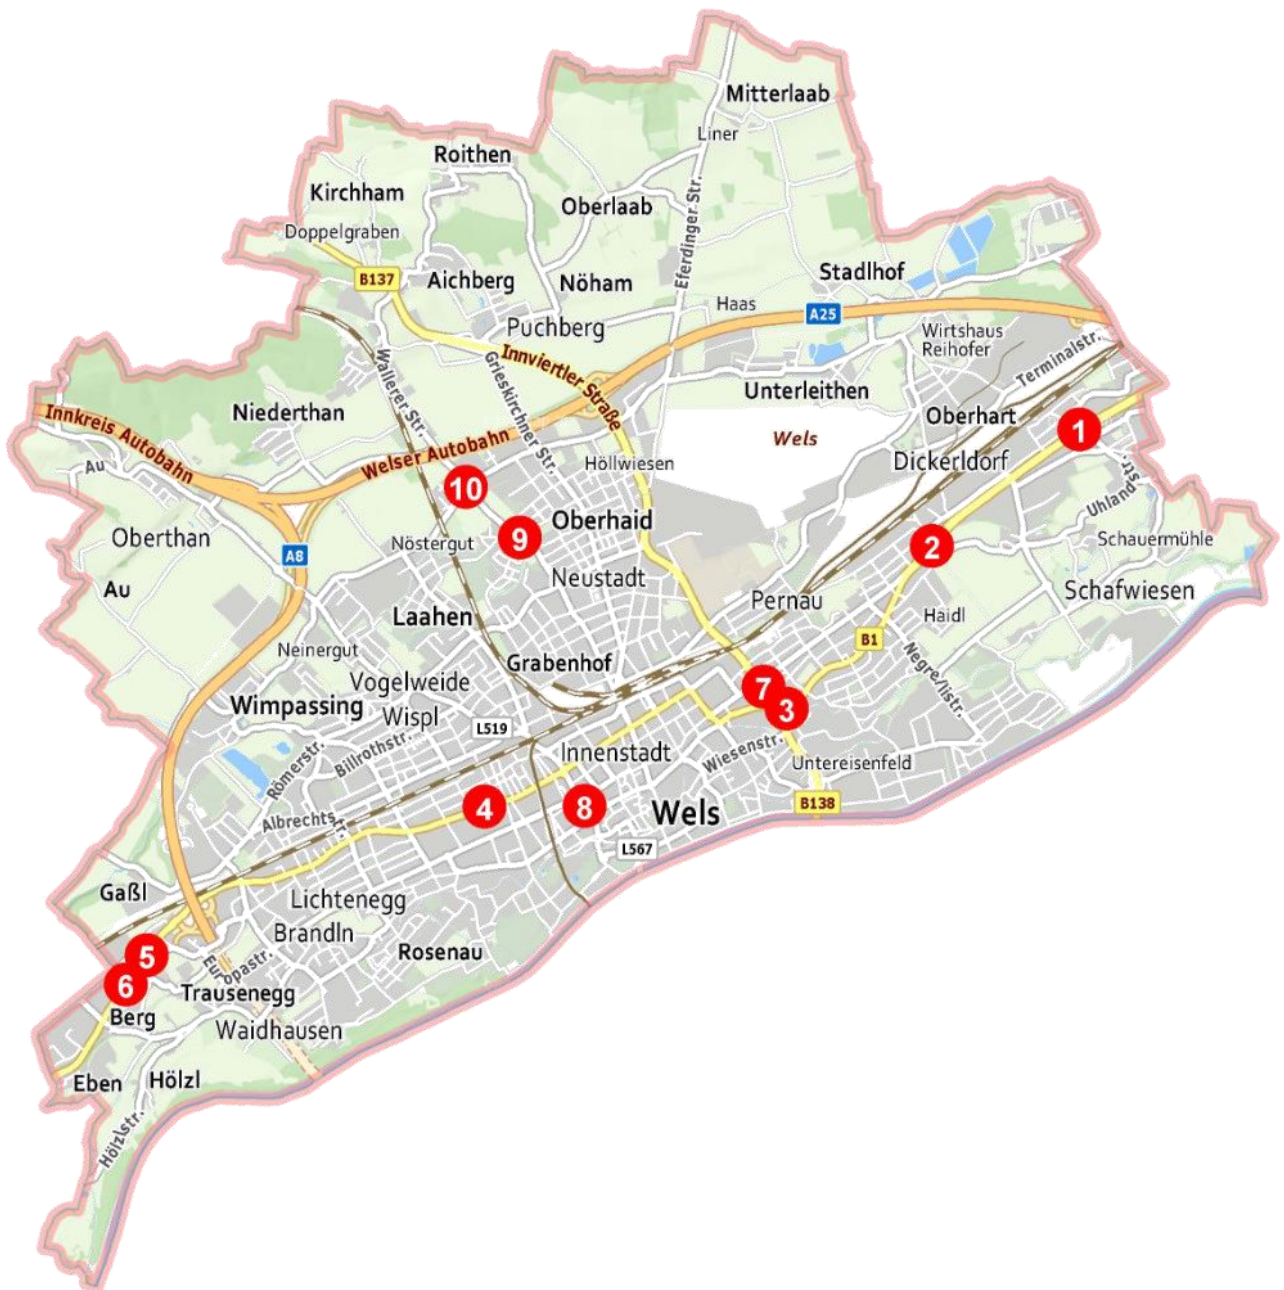 Mitterlaab
Liner
Roithen
Kirchham
Oberlaab
Doppelgraben
Eferdinger Str.
B137
Aichberg
Nöham
Stadlhof
Haas
A25
Puchberg
Wirtshaus
Reihofer
Terminalstr.
Innviertler Straße
Wallerer Str.
Grieskirchner Str.
Unterleithen
Niederthan
Innkreis Autobahn
Oberhart
1
Wels
Welser Autobahn
Höllwiesen
Dickerldorf
Au
10
Uhlandstr.
Oberhaid
Oberthan
9
Nöstergut
2
Schauermühle
A8
Neustadt
Au
Pernau
Schafwiesen
Laahen
Haidl
B1
Neinergut
Grabenhof
Negrellistr.
Vogelweide
7
Wimpassing
Wispl
3
L519
Innenstadt
Wiesenstr.
Römerstr.
Billrothstr.
Untereisenfeld
4
8
Wels
B138
Albrechtstr.
L567
Gaßl
Lichtenegg
Brandln
5
Rosenau
Europastr.
6
Trausenegg
Berg
Waidhausen
Eben
Hölzl
Hölzlstr.